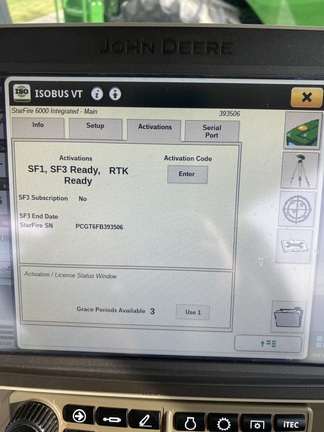 JOHN DEERE
ISO ISOBUS VT
StarFire 6000 Integrated - Main 393506
Info Setup Activations Serial
Port
Activations Activation Code
SF1, SF3 Ready, RTK
Ready
Enter
SF3 Subscription No
SF3 End Date
StarFire SN PCGT6FB393506
Activation / License Status Window
Grace Periods Available 3 Use 1
iTEC